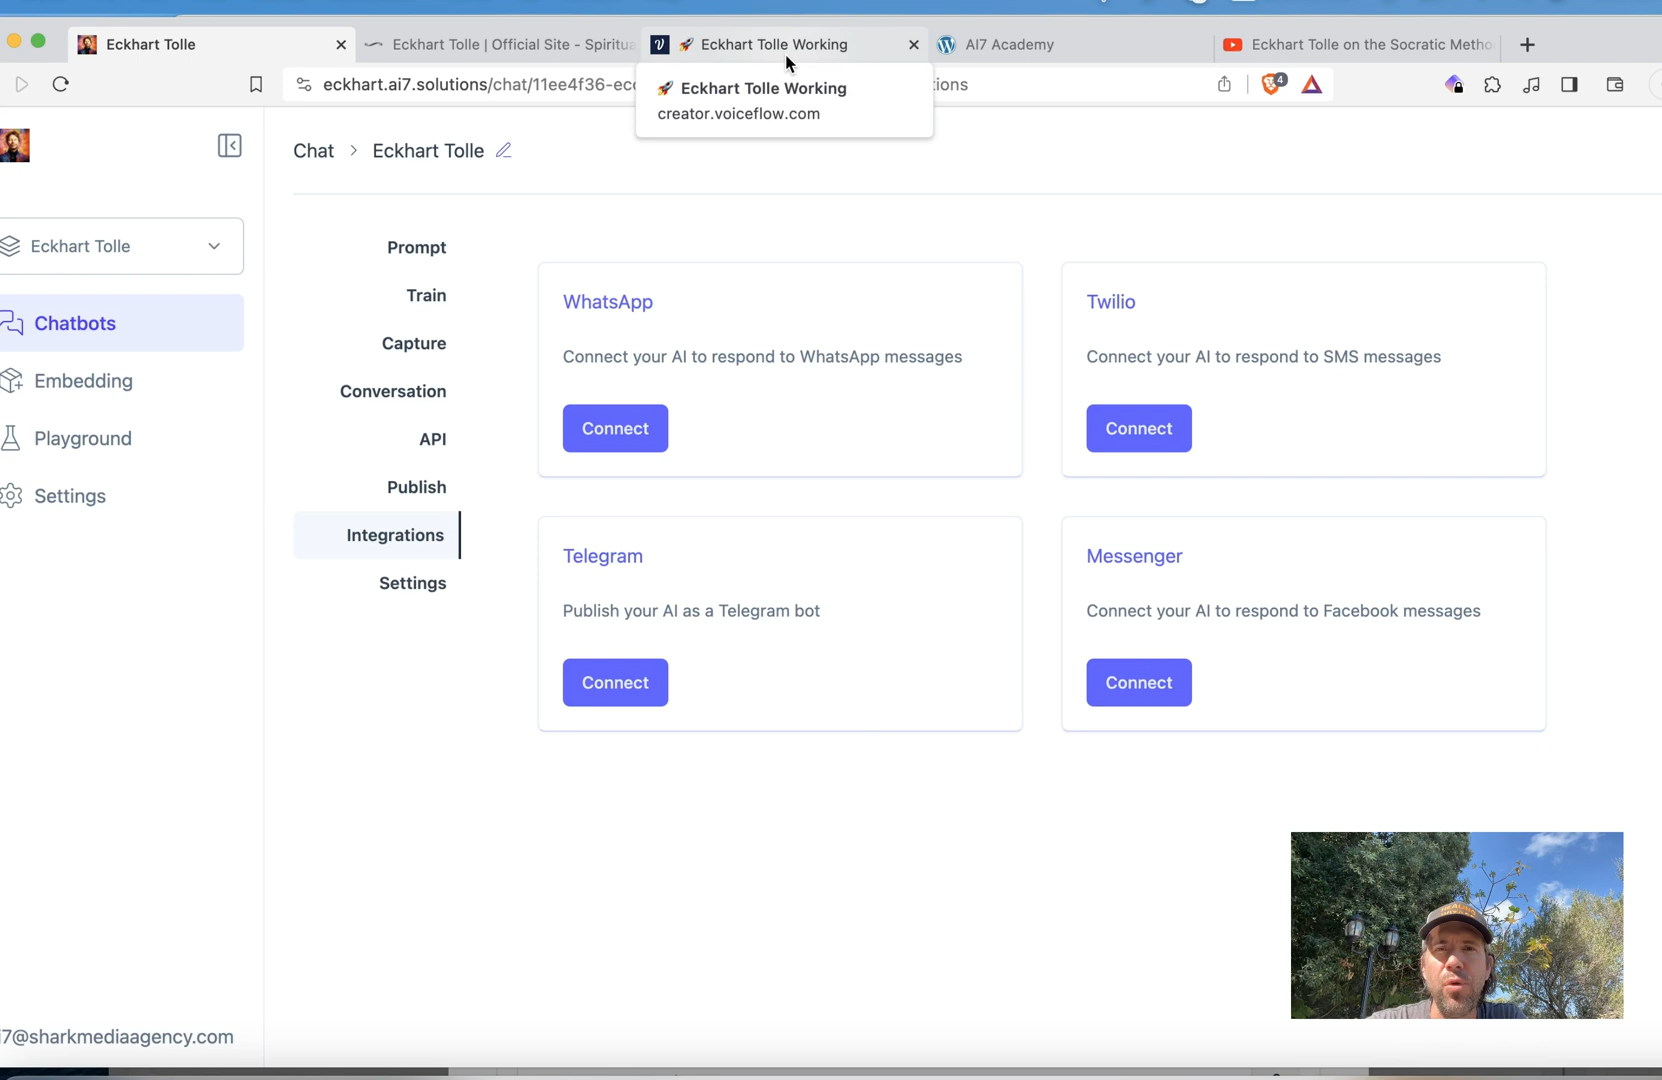 Eckhart Tolle
Eckhart Tolle | Official Site - Spiritua
🚀 Eckhart Tolle Working
AI7 Academy
Eckhart Tolle on the Socratic Metho
eckhart.ai7.solutions/chat/11ee4f36-ec
ions
4
🚀 Eckhart Tolle Working
creator.voiceflow.com
Chat > Eckhart Tolle
Eckhart Tolle
Chatbots
Embedding
Playground
Settings
Prompt
Train
Capture
Conversation
API
Publish
Integrations
Settings
WhatsApp
Connect your AI to respond to WhatsApp messages
Connect
Twilio
Connect your AI to respond to SMS messages
Connect
Telegram
Publish your AI as a Telegram bot
Connect
Messenger
Connect your AI to respond to Facebook messages
Connect
i7@sharkmediaagency.com